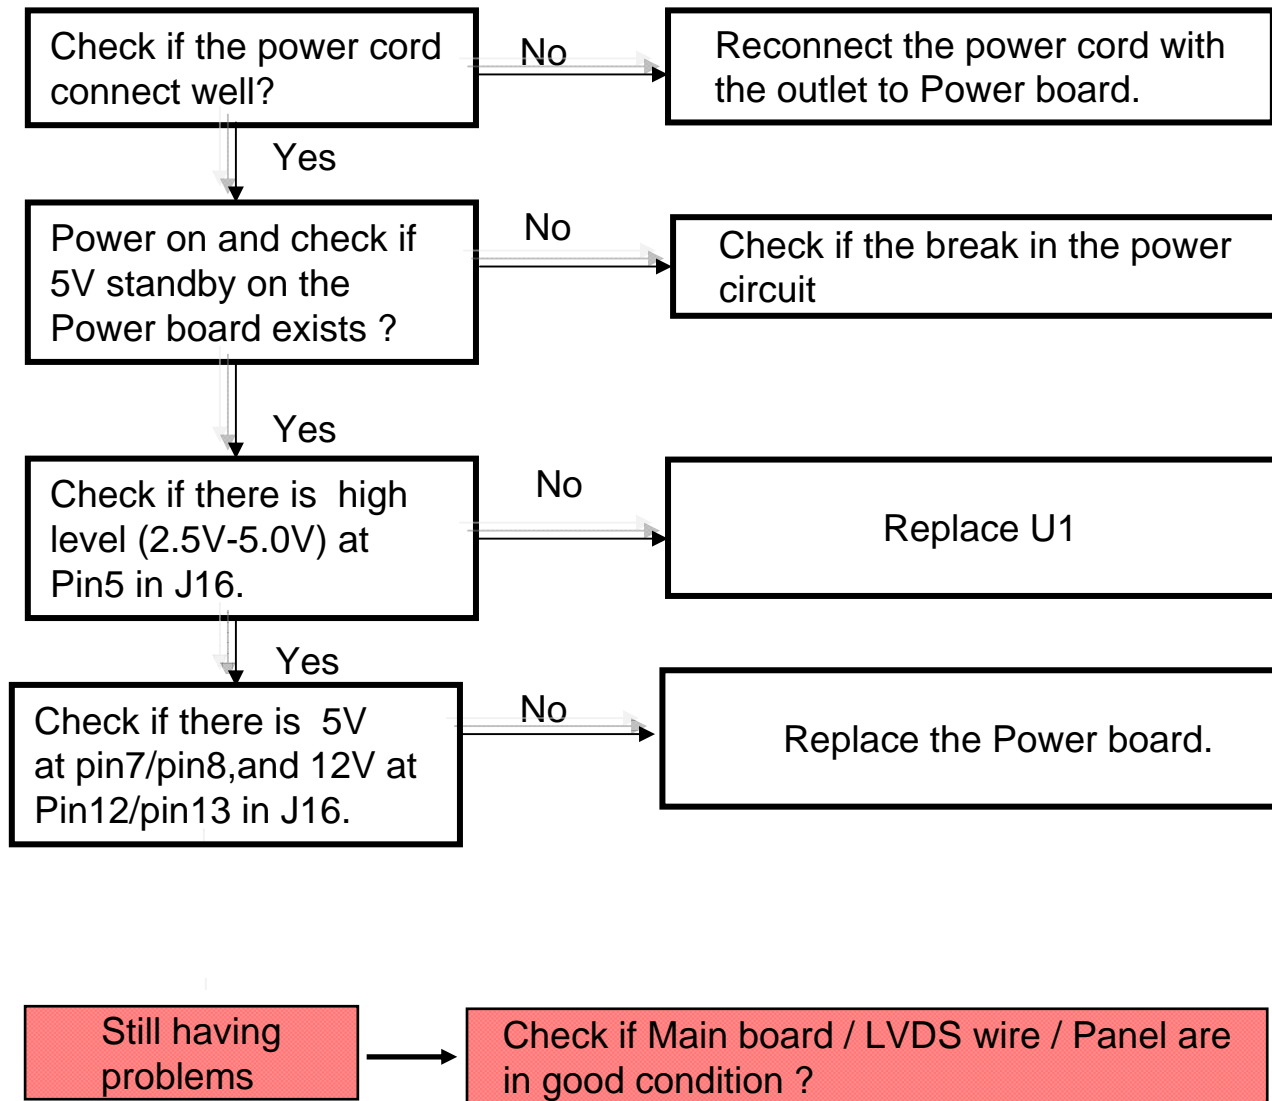 Check if the power cord
connect well?
No
Reconnect the power cord with
the outlet to Power board.
Yes
Power on and check if
5V standby on the
Power board exists ?
No
Check if the break in the power
circuit
Yes
Check if there is  high
level (2.5V-5.0V) at
Pin5 in J16.
No
Replace U1
Yes
Check if there is  5V
at pin7/pin8,and 12V at
Pin12/pin13 in J16.
No
Replace the Power board.
Still having
problems
Check if Main board / LVDS wire / Panel are
in good condition ?